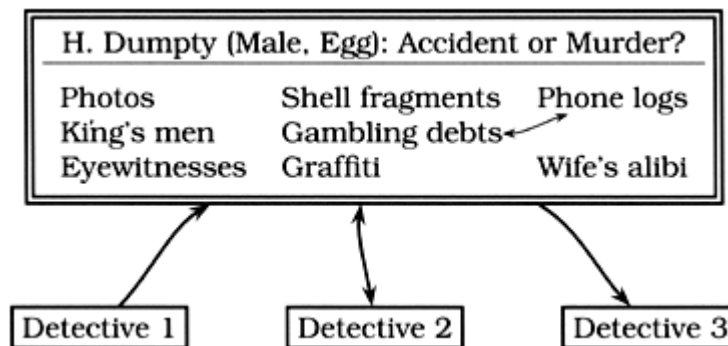 H. Dumpty (Male, Egg): Accident or Murder?
Photos Shell fragments Phone logs
King's men Gambling debts
Eyewitnesses Graffiti Wife's alibi
Detective 1 Detective 2 Detective 3